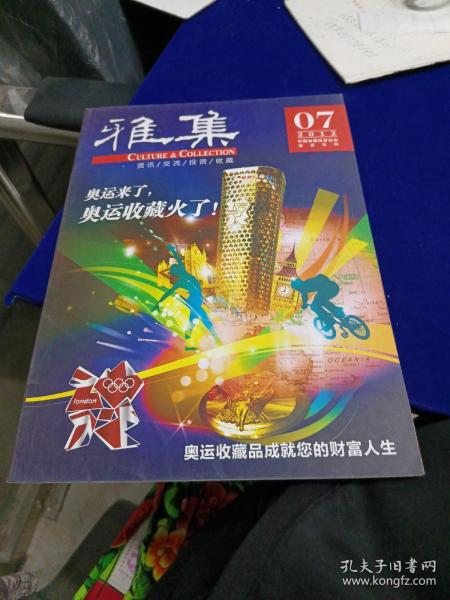 雅集
CULTURE & COLLECTION
资讯/交流/投资/收藏
07
2012
奥运来了，
奥运收藏火了！
OCEANIA
london
奥运收藏品成就您的财富人生
孔夫子旧书网
www.kongfz.com